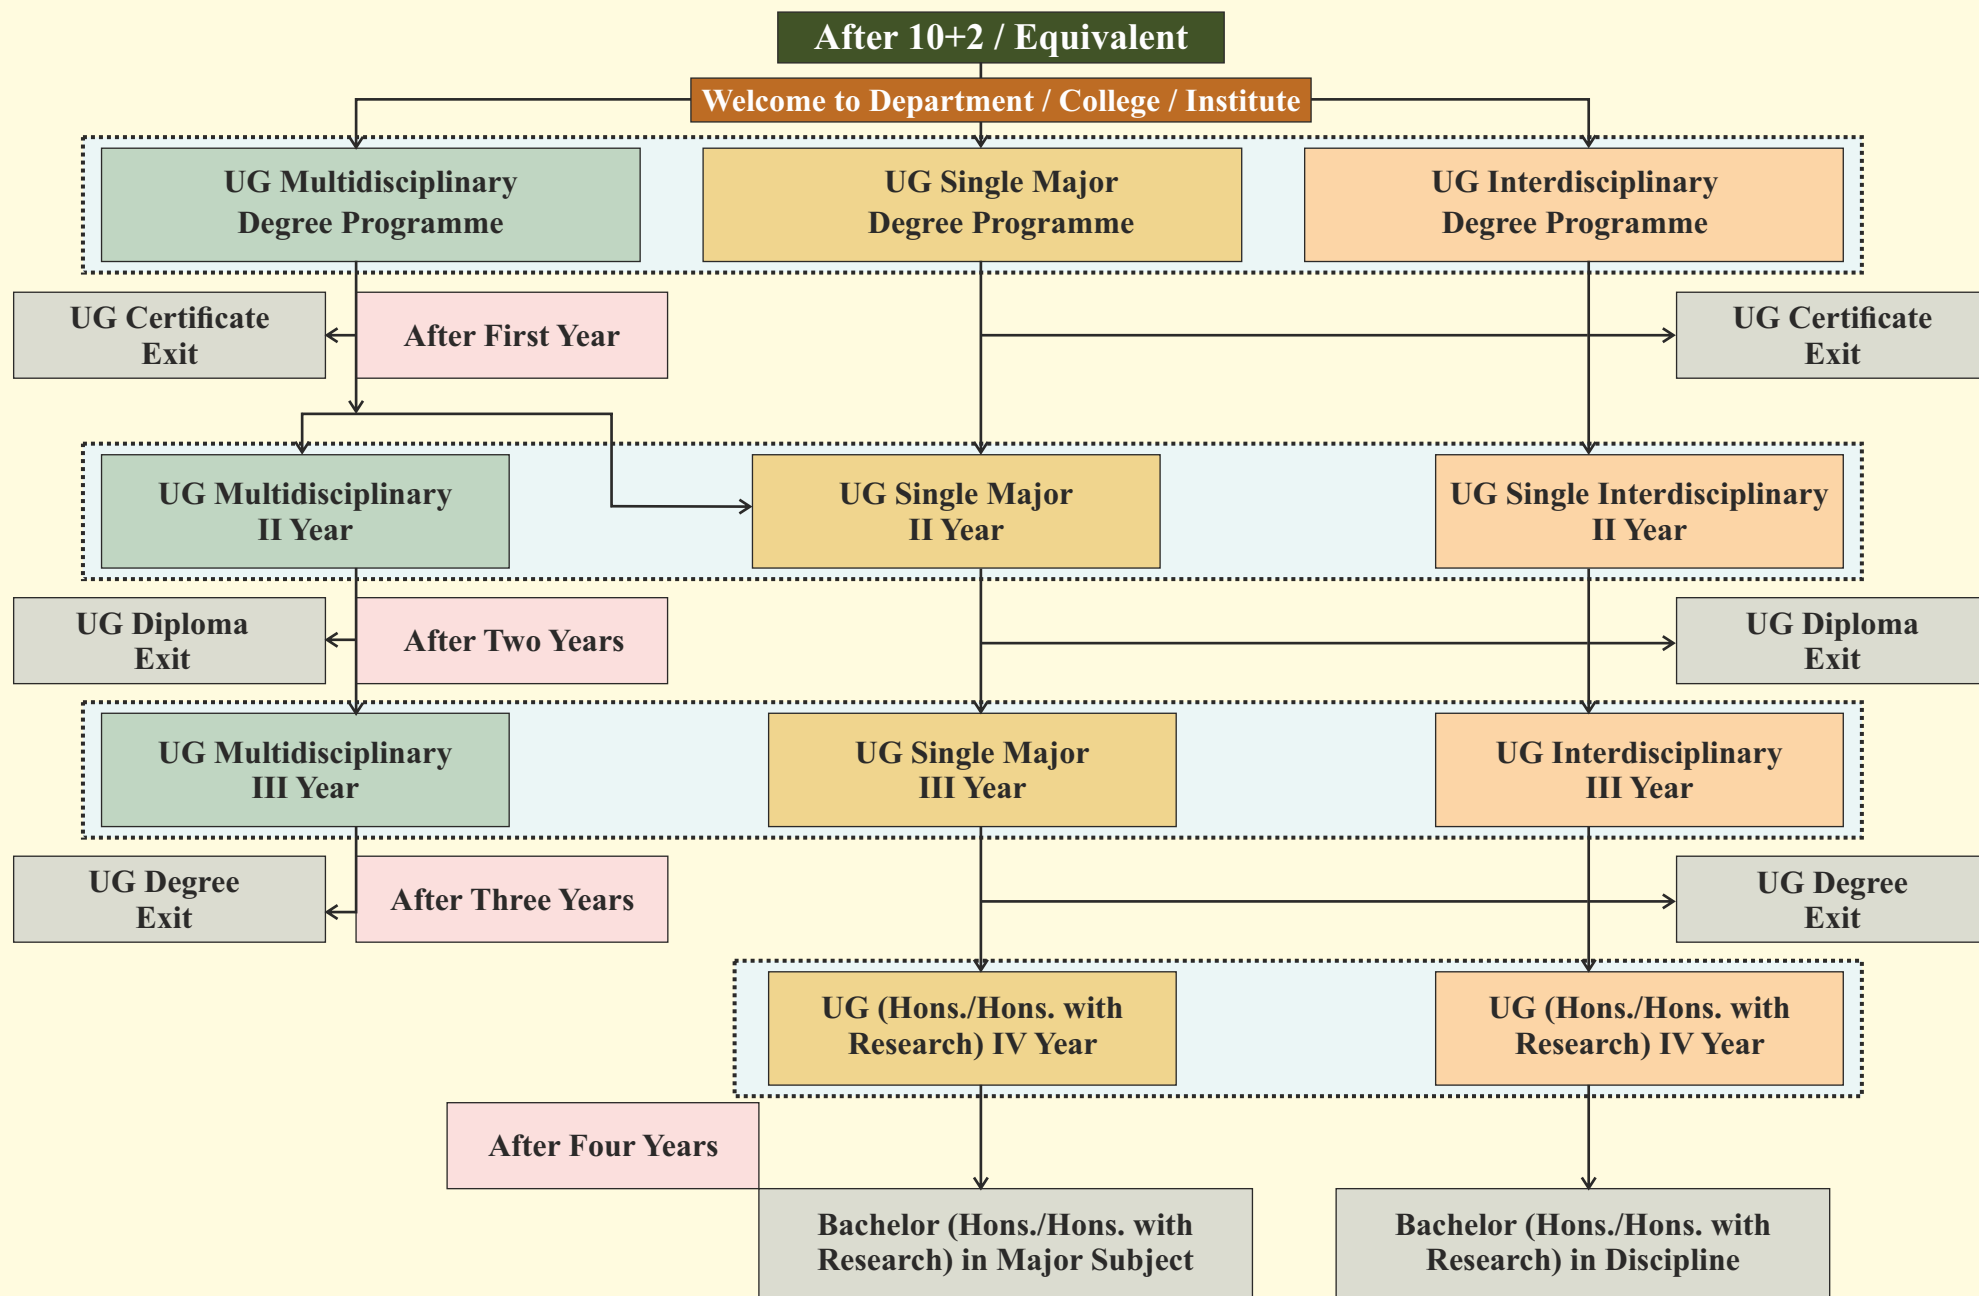 After 10+2 / Equivalent
Welcome to Department / College / Institute
UG Multidisciplinary
Degree Programme
UG Single Major
Degree Programme
UG Interdisciplinary
Degree Programme
UG Certificate
Exit
After First Year
UG Certificate
Exit
UG Multidisciplinary
II Year
UG Single Major
II Year
UG Single Interdisciplinary
II Year
UG Diploma
Exit
After Two Years
UG Diploma
Exit
UG Multidisciplinary
III Year
UG Single Major
III Year
UG Interdisciplinary
III Year
UG Degree
Exit
After Three Years
UG Degree
Exit
UG (Hons./Hons. with
Research) IV Year
UG (Hons./Hons. with
Research) IV Year
After Four Years
Bachelor (Hons./Hons. with
Research) in Major Subject
Bachelor (Hons./Hons. with
Research) in Discipline